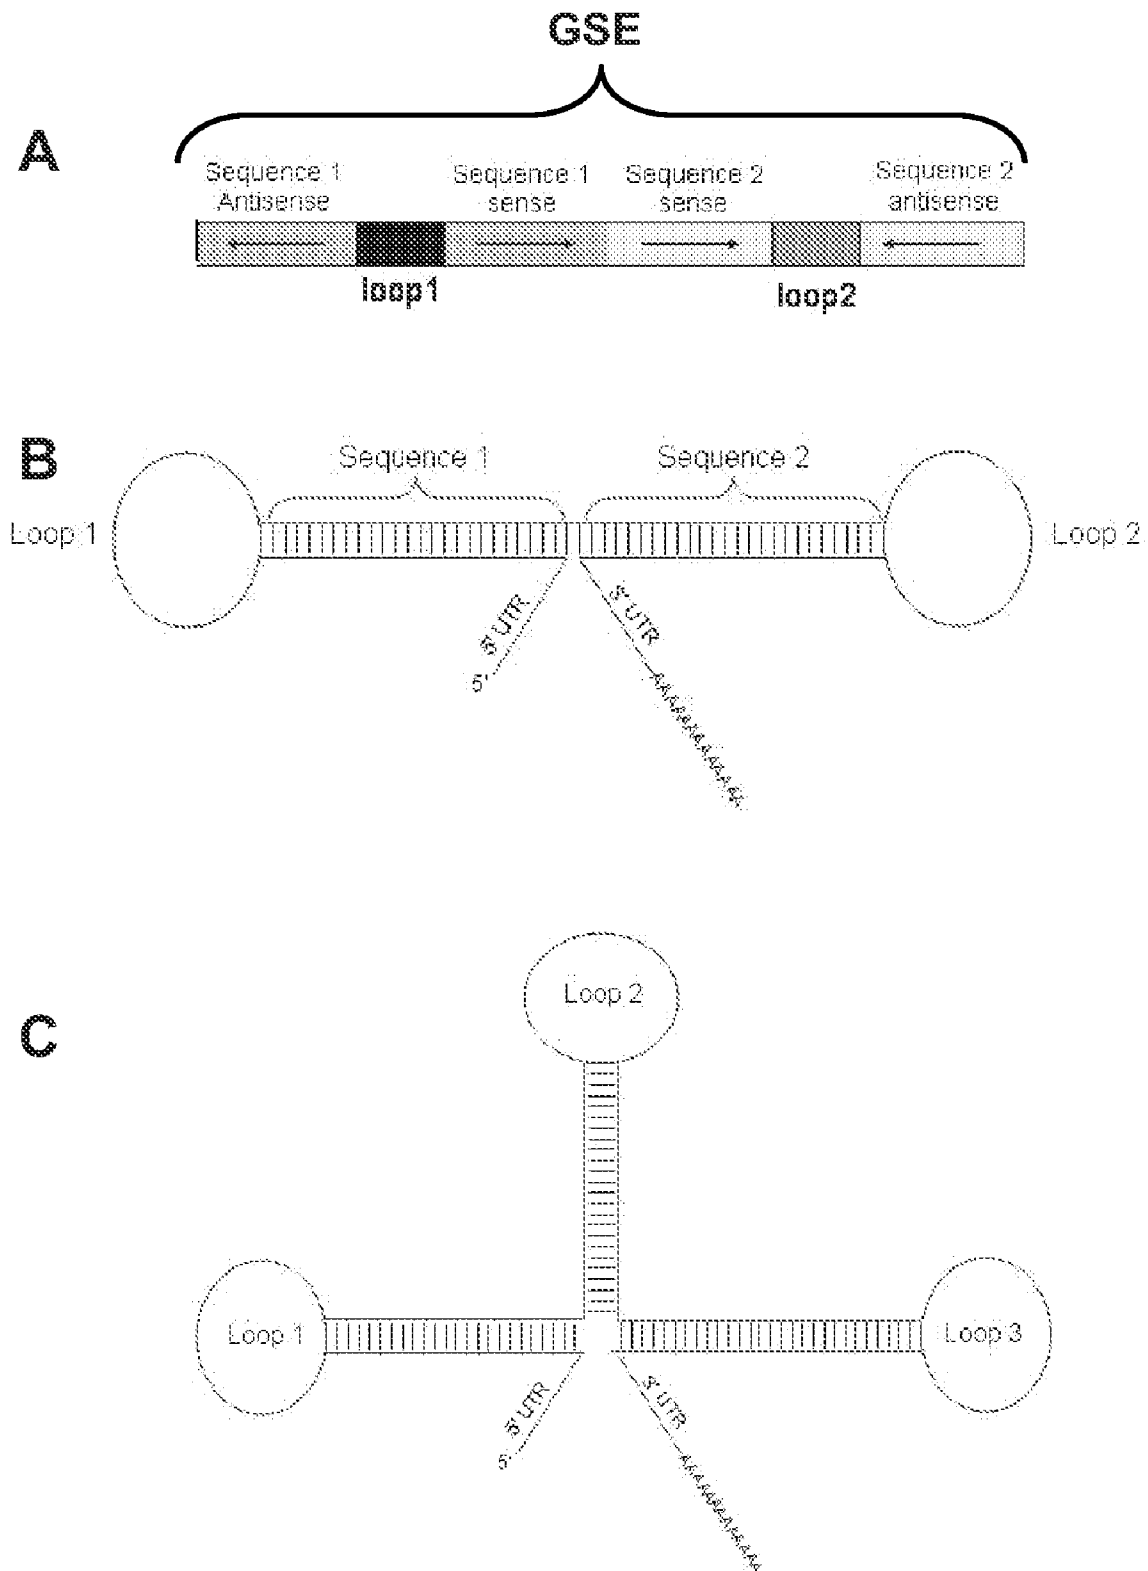 GSE
A
Sequence 1 Sequence 1 Sequence 2 Sequence 2
Antisense sense sense antisense
loop1 loop2
B
Sequence 1 Sequence 2
Loop 1 Loop 2
5' UTR 3' UTR
5'
AAAAAAAAAAAAAA
C
Loop 2
Loop 1 Loop 3
5' UTR 3' UTR
5'
AAAAAAAAAAAAAA